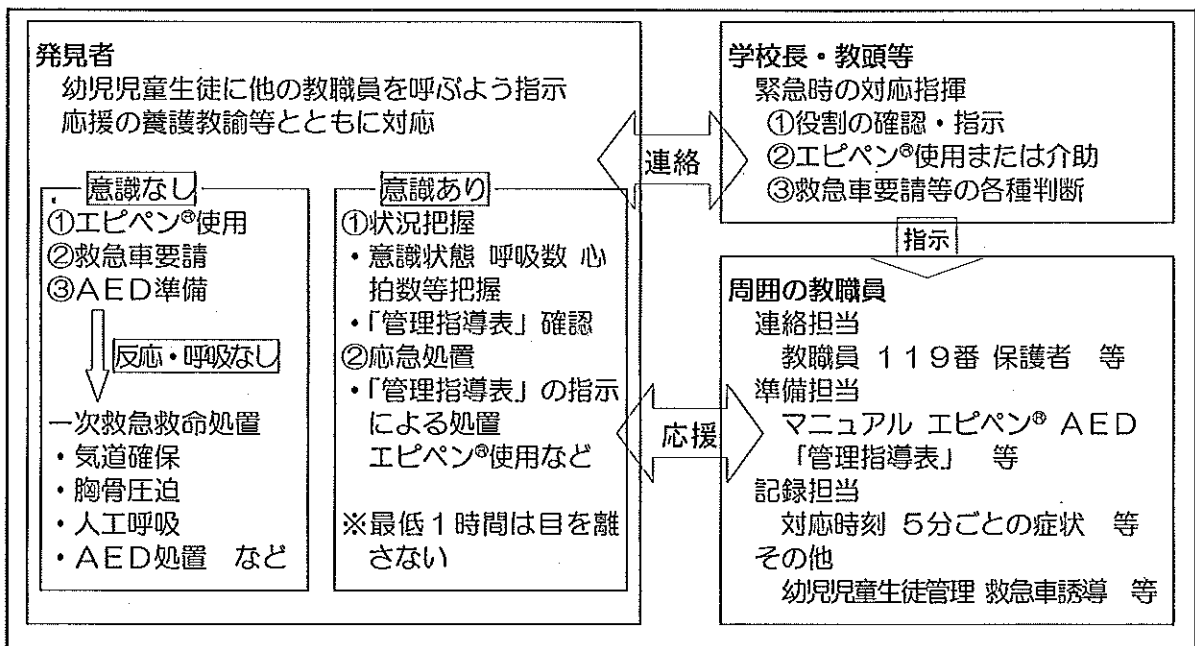 発見者
幼児児童生徒に他の教職員を呼ぶよう指示
応援の養護教諭等とともに対応
意識なし
①エピペン®使用
②救急車要請
③AED準備
反応・呼吸なし
一次救急救命処置
・気道確保
・胸骨圧迫
・人工呼吸
・AED処置 など
意識あり
①状況把握
・意識状態 呼吸数 心
拍数等把握
・「管理指導表」確認
②応急処置
・「管理指導表」の指示
による処置
エピペン®使用など
※最低1時間は目を離
さない
連絡
応援
学校長・教頭等
緊急時の対応指揮
①役割の確認・指示
②エピペン®使用または介助
③救急車要請等の各種判断
指示
周囲の教職員
連絡担当
教職員 119番 保護者 等
準備担当
マニュアル エピペン® AED
「管理指導表」 等
記録担当
対応時刻 5分ごとの症状 等
その他
幼児児童生徒管理 救急車誘導 等